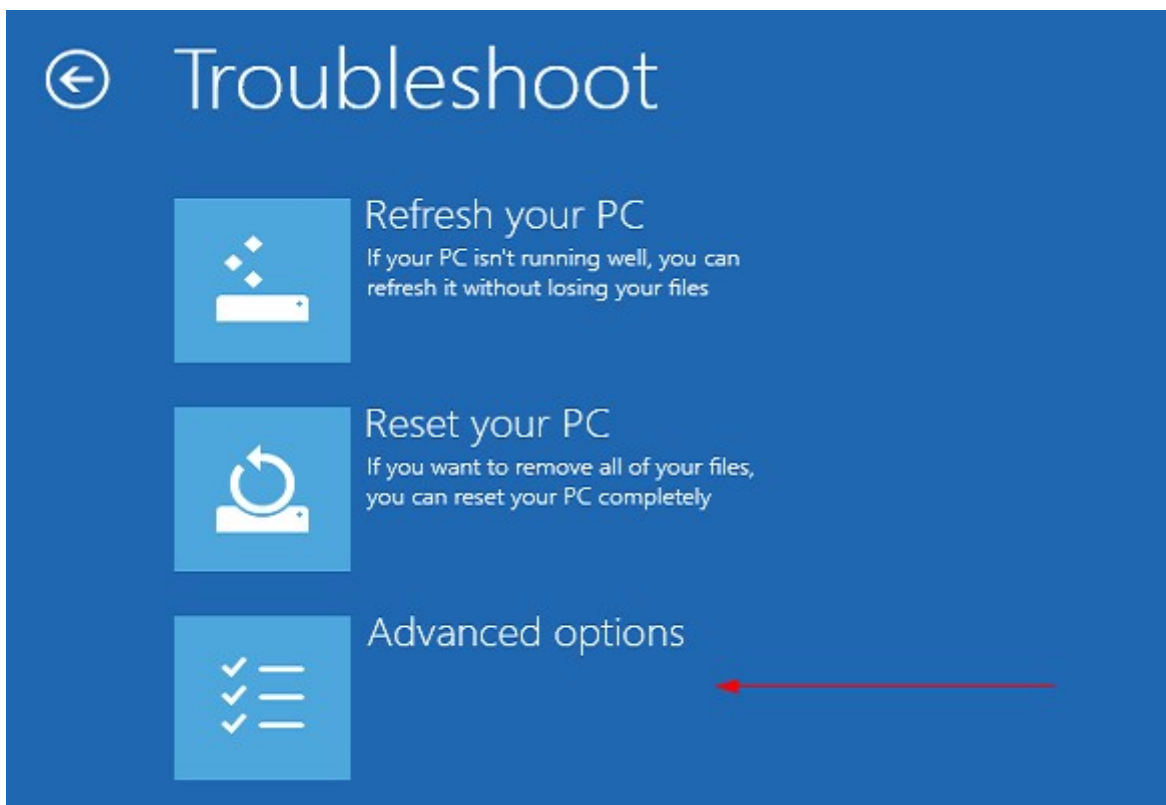 Troubleshoot
Refresh your PC
If your PC isn't running well, you can
refresh it without losing your files
Reset your PC
If you want to remove all of your files,
you can reset your PC completely
Advanced options